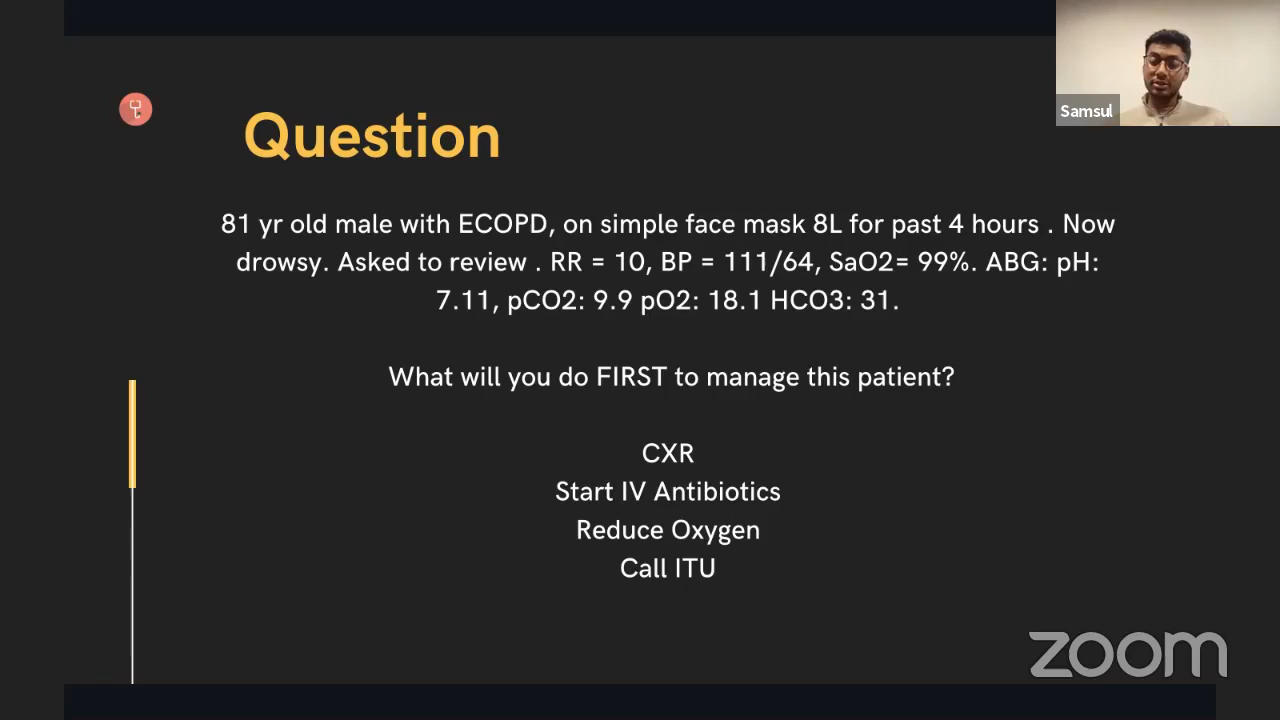 Samsul
Question
81 yr old male with ECOPD, on simple face mask 8L for past 4 hours . Now
drowsy. Asked to review . RR = 10, BP = 111/64, SaO2= 99%. ABG: pH:
7.11, pCO2: 9.9 pO2: 18.1 HCO3: 31.
What will you do FIRST to manage this patient?
CXR
Start IV Antibiotics
Reduce Oxygen
Call ITU
zoom